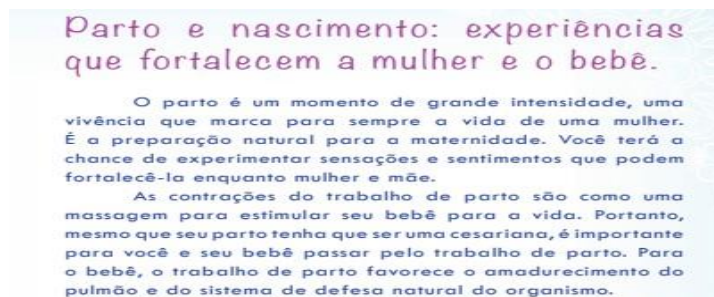 Parto e nascimento: experiências
que fortalecem a mulher e o bebê.
O parto é um momento de grande intensidade, uma
vivência que marca para sempre a vida de uma mulher.
É a preparação natural para a maternidade. Você terá a
chance de experimentar sensações e sentimentos que podem
fortalecê-la enquanto mulher e mãe.
As contrações do trabalho de parto são como uma
massagem para estimular seu bebê para a vida. Portanto,
mesmo que seu parto tenha que ser uma cesariana, é importante
para você e seu bebê passar pelo trabalho de parto. Para
o bebê, o trabalho de parto favorece o amadurecimento do
pulmão e do sistema de defesa natural do organismo.